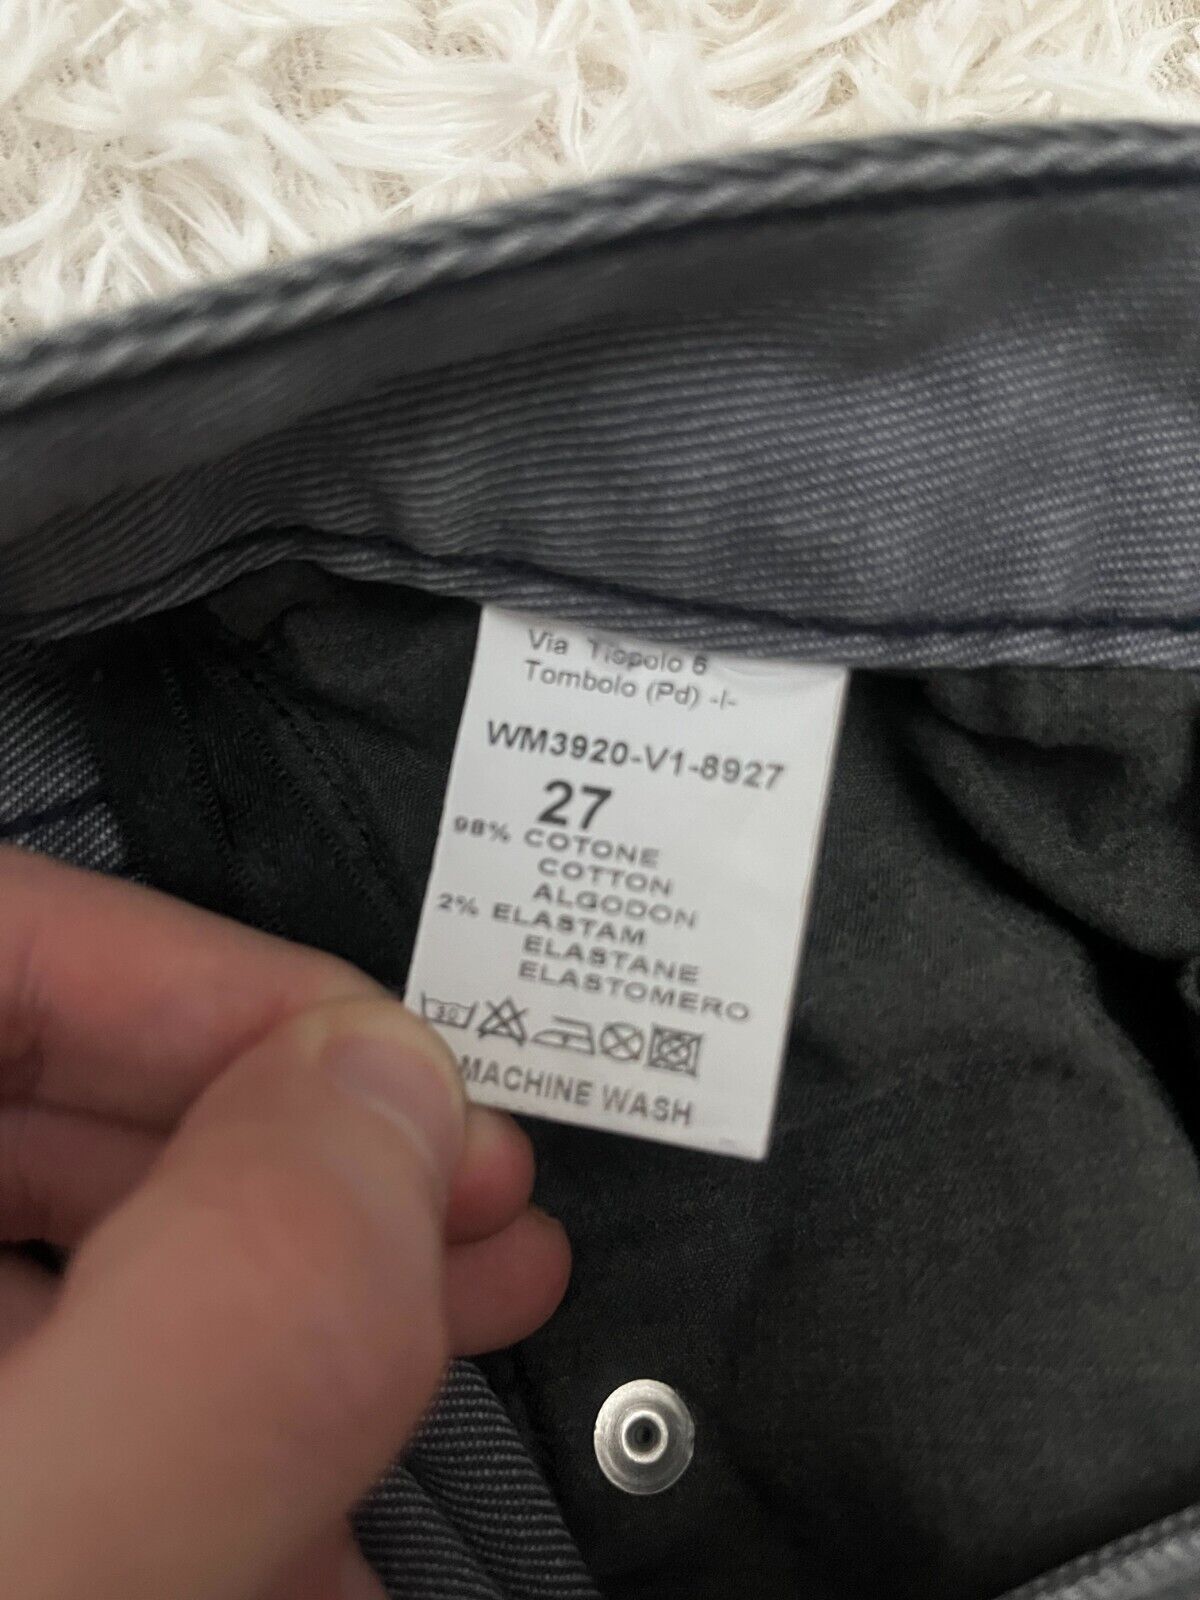 Via Tiepolo 6
Tombolo (Pd) -I-
WM3920-V1-8927
27
98% COTONE
COTTON
ALGODON
2% ELASTAM
ELASTANE
ELASTOMERO
30
MACHINE WASH